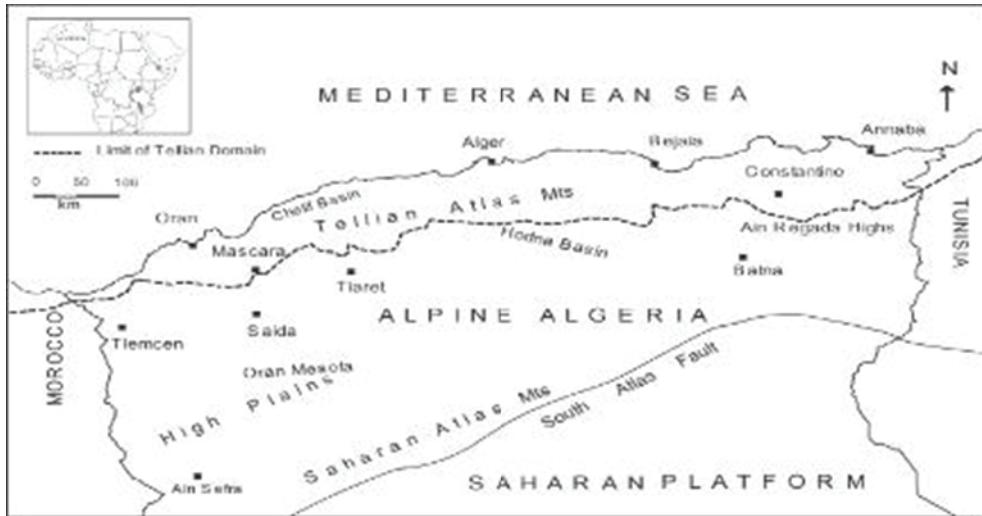 MEDITERRANEAN SEA
N
Limit of Tellian Domain
0 50 100
km
Alger
Bejaia
Annaba
Constantine
Chelif Basin
Tellian Atlas Mts
Oran
Mascara
Hodna Basin
Ain Regada Highs
TUNISIA
Tiaret
Batna
MOROCCO
Tlemcen
Saida
ALPINE ALGERIA
Oran Meseta
High Plains
Saharan Atlas Mts
South Atlas Fault
Ain Sefra
SAHARAN PLATFORM